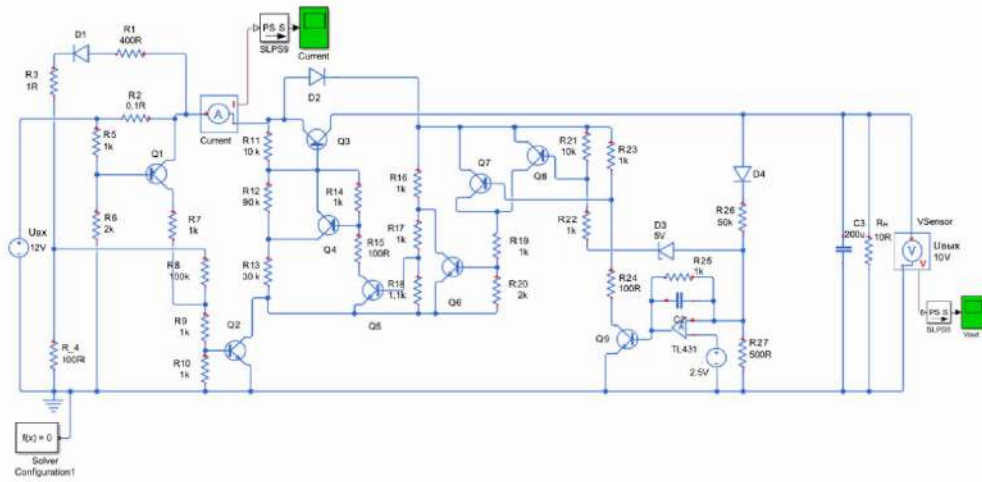 D1
R1
400R
PS S
SLPS9
Current
R3
1R
R2
0,1R
D2
A
I
Current
R5
1k
Q1
R11
10 k
Q3
R14
1k
R16
1k
Q7
Q8
R21
10k
R23
1k
D4
R26
50k
Uвх
12V
R6
2k
R7
1k
R12
90 k
Q4
R15
100R
R17
1k
R19
1k
R22
1k
D3
5V
R25
1k
C3
200u
Rн
10R
VSensor
Uвых
10V
V
V
R8
100k
R13
30 k
Q5
R18
1,1k
Q6
R20
2k
R24
100R
R9
1k
Q2
R10
1k
R_4
100R
Q9
TL431
2.5V
R27
500R
PS S
Vout
f(x) = 0
Solver
Configuration1